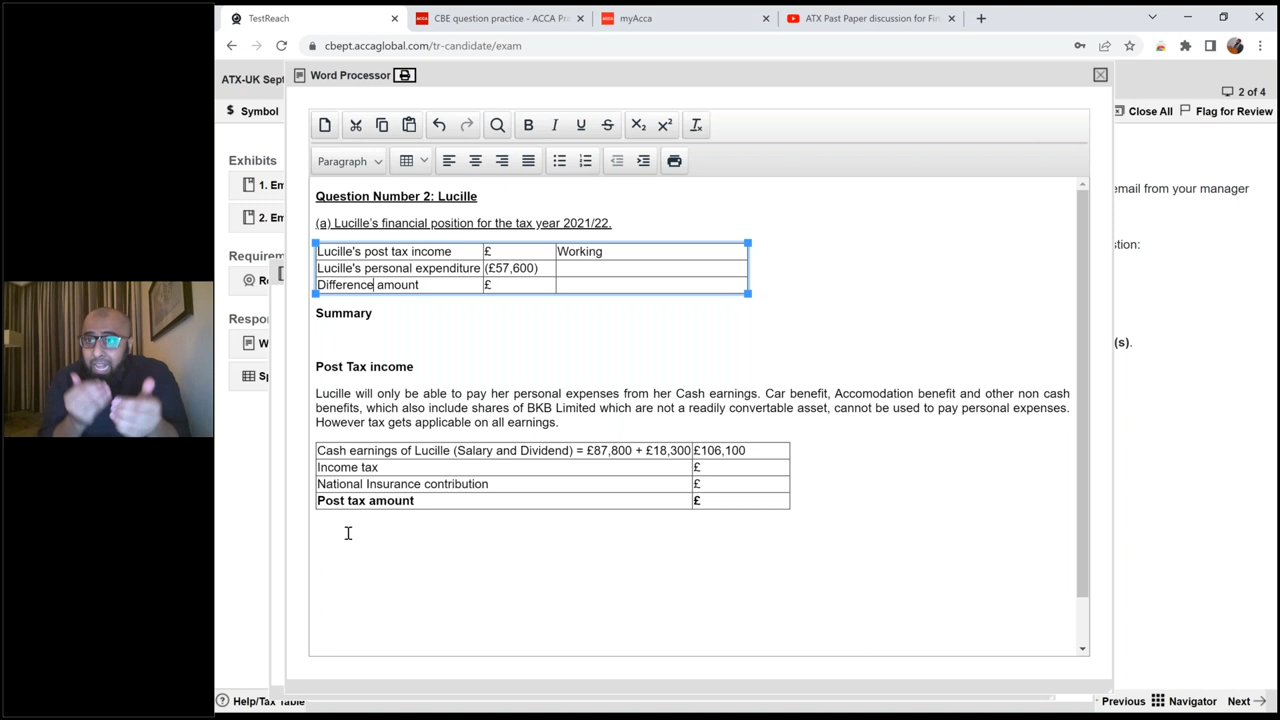 TestReach
CBE question practice - ACCA Pra
myAcca
ATX Past Paper discussion for Fin
cbept.accaglobal.com/tr-candidate/exam
ATX-UK Sept
Word Processor
2 of 4
$ Symbol
Close All
Flag for Review
Paragraph
Exhibits
1. Em
2. Em
Requirem
Re
Respo
W
Sp
email from your manager
tion:
(s).
Question Number 2: Lucille
(a) Lucille's financial position for the tax year 2021/22.
Lucille's post tax income £ Working
Lucille's personal expenditure (£57,600)
Difference amount £
Summary
Post Tax income
Lucille will only be able to pay her personal expenses from her Cash earnings. Car benefit, Accomodation benefit and other non cash
benefits, which also include shares of BKB Limited which are not a readily convertable asset, cannot be used to pay personal expenses.
However tax gets applicable on all earnings.
Cash earnings of Lucille (Salary and Dividend) = £87,800 + £18,300 £106,100
Income tax £
National Insurance contribution £
Post tax amount £
Help/Tax Table
Previous
Navigator
Next